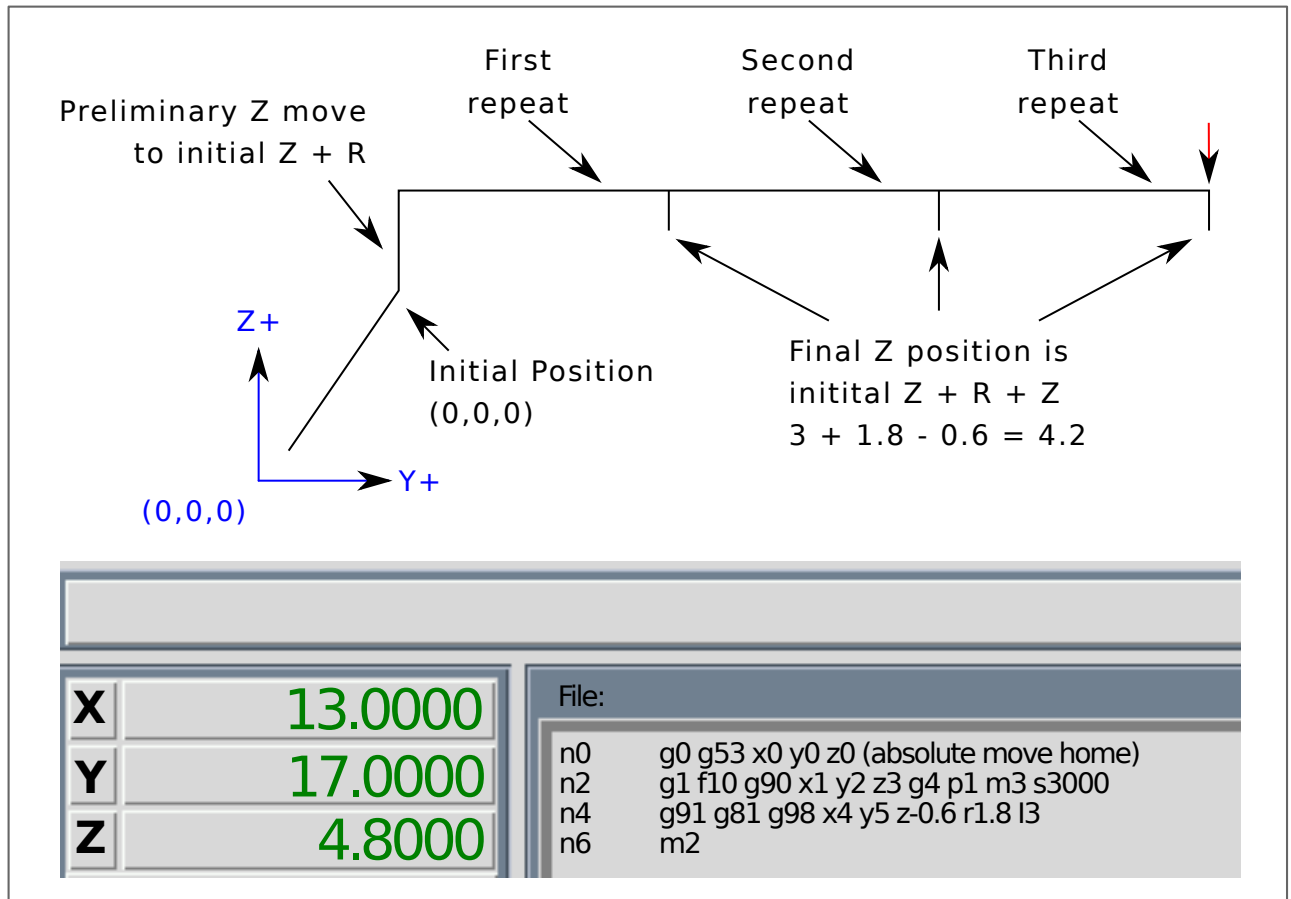 First
repeat
Second
repeat
Third
repeat
Preliminary Z move
to initial Z + R
Z+
Initial Position
(0,0,0)
Final Z position is
initital Z + R + Z
3 + 1.8 - 0.6 = 4.2
Y+
(0,0,0)
X 13.0000
Y 17.0000
Z 4.8000
File:
n0 g0 g53 x0 y0 z0 (absolute move home)
n2 g1 f10 g90 x1 y2 z3 g4 p1 m3 s3000
n4 g91 g81 g98 x4 y5 z-0.6 r1.8 l3
n6 m2